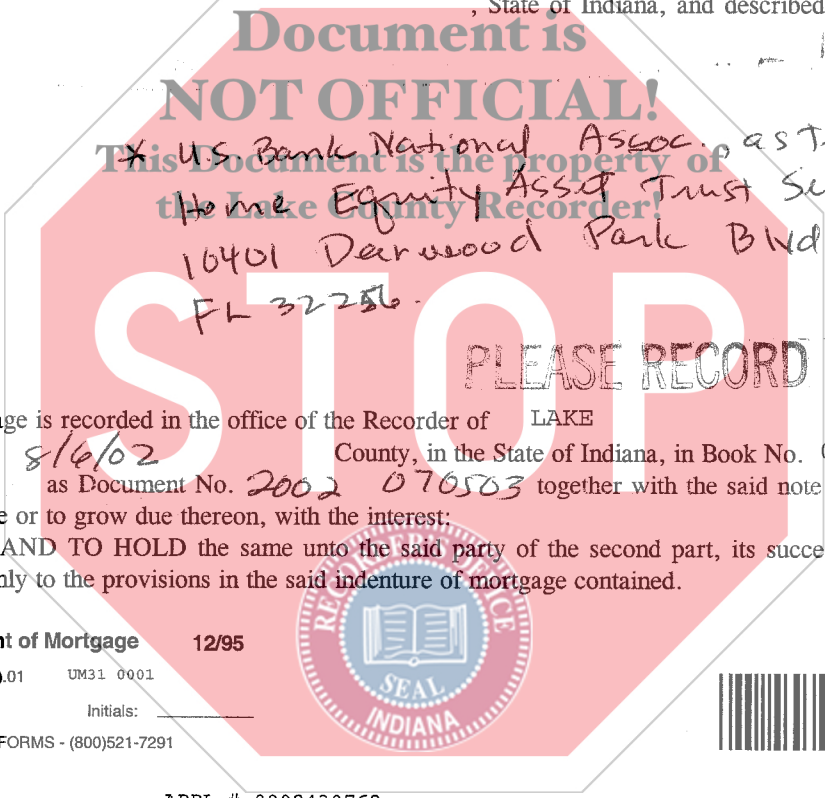 , State of Indiana, and described
Document is
NOT OFFICIAL!
This Document is the property of
the Lake County Recorder!
* U.S. Bank National Assoc., as T
Home Equity Asset Trust Se
10401 Deerwood Park Blvd
FL 32256.
STOP
PLEASE RECORD
ge is recorded in the office of the Recorder of LAKE
8/6/02 County, in the State of Indiana, in Book No.
as Document No. 2002 070503 together with the said note
e or to grow due thereon, with the interest:
AND TO HOLD the same unto the said party of the second part, its succe
nly to the provisions in the said indenture of mortgage contained.
RECORDER'S OFFICE
SEAL
INDIANA
nt of Mortgage 12/95
.01 UM31 0001
Initials:
FORMS - (800)521-7291
APPL #